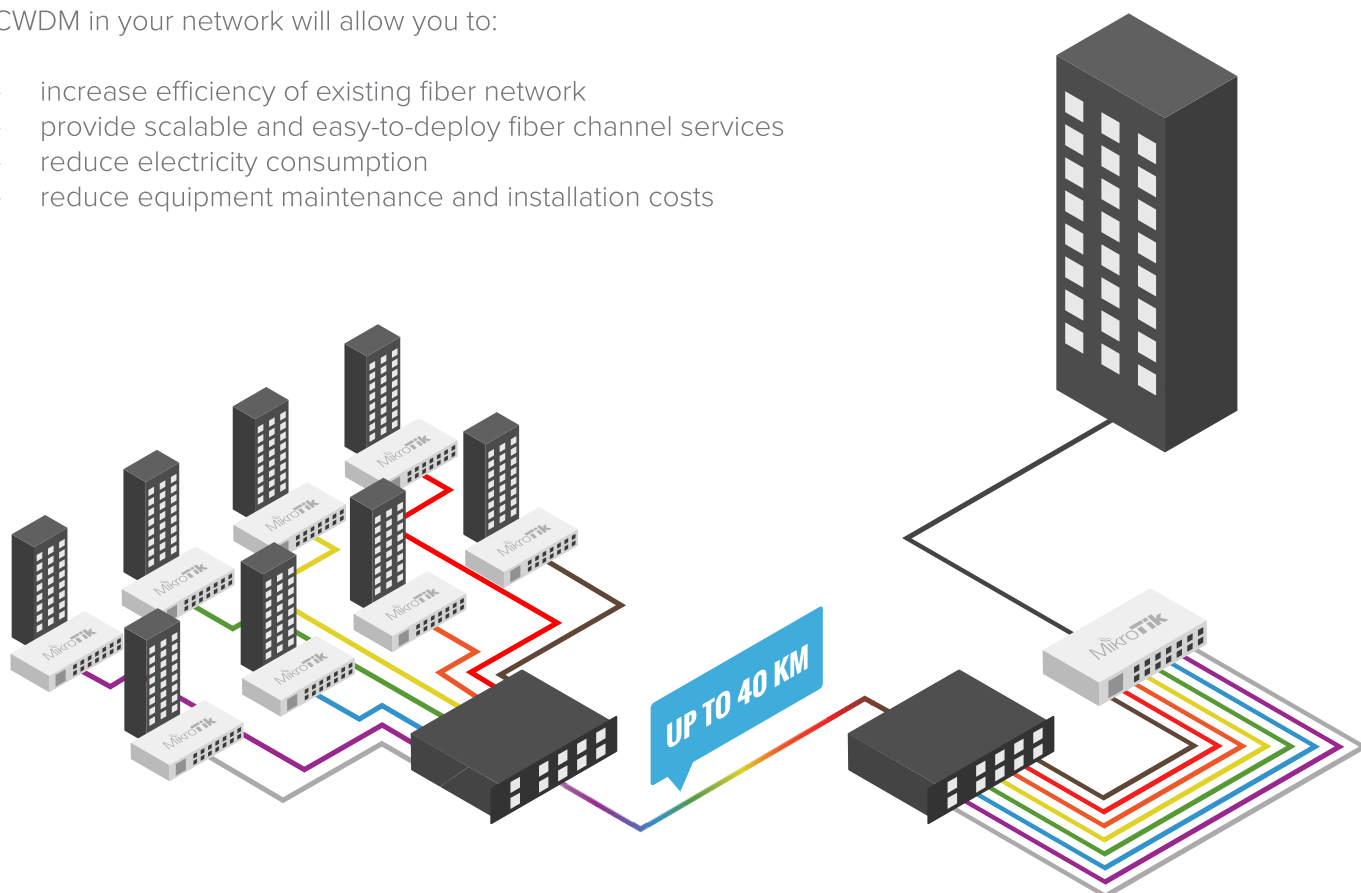 CWDM in your network will allow you to:
increase efficiency of existing fiber network
provide scalable and easy-to-deploy fiber channel services
reduce electricity consumption
reduce equipment maintenance and installation costs
MikroTik
MikroTik
MikroTik
MikroTik
MikroTik
MikroTik
MikroTik
MikroTik
MikroTik
UP TO 40 KM